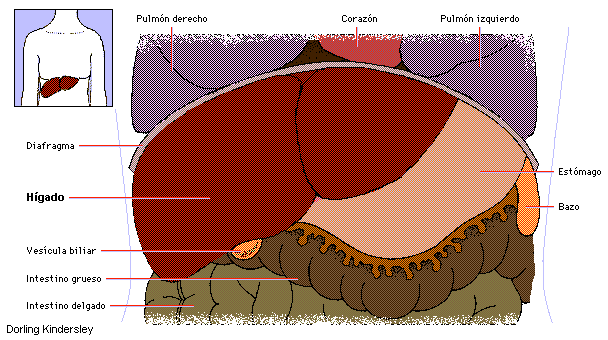 Pulmón derecho
Corazón
Pulmón izquierdo
Diafragma
Estómago
Hígado
Bazo
Vesícula biliar
Intestino grueso
Intestino delgado
Dorling Kindersley